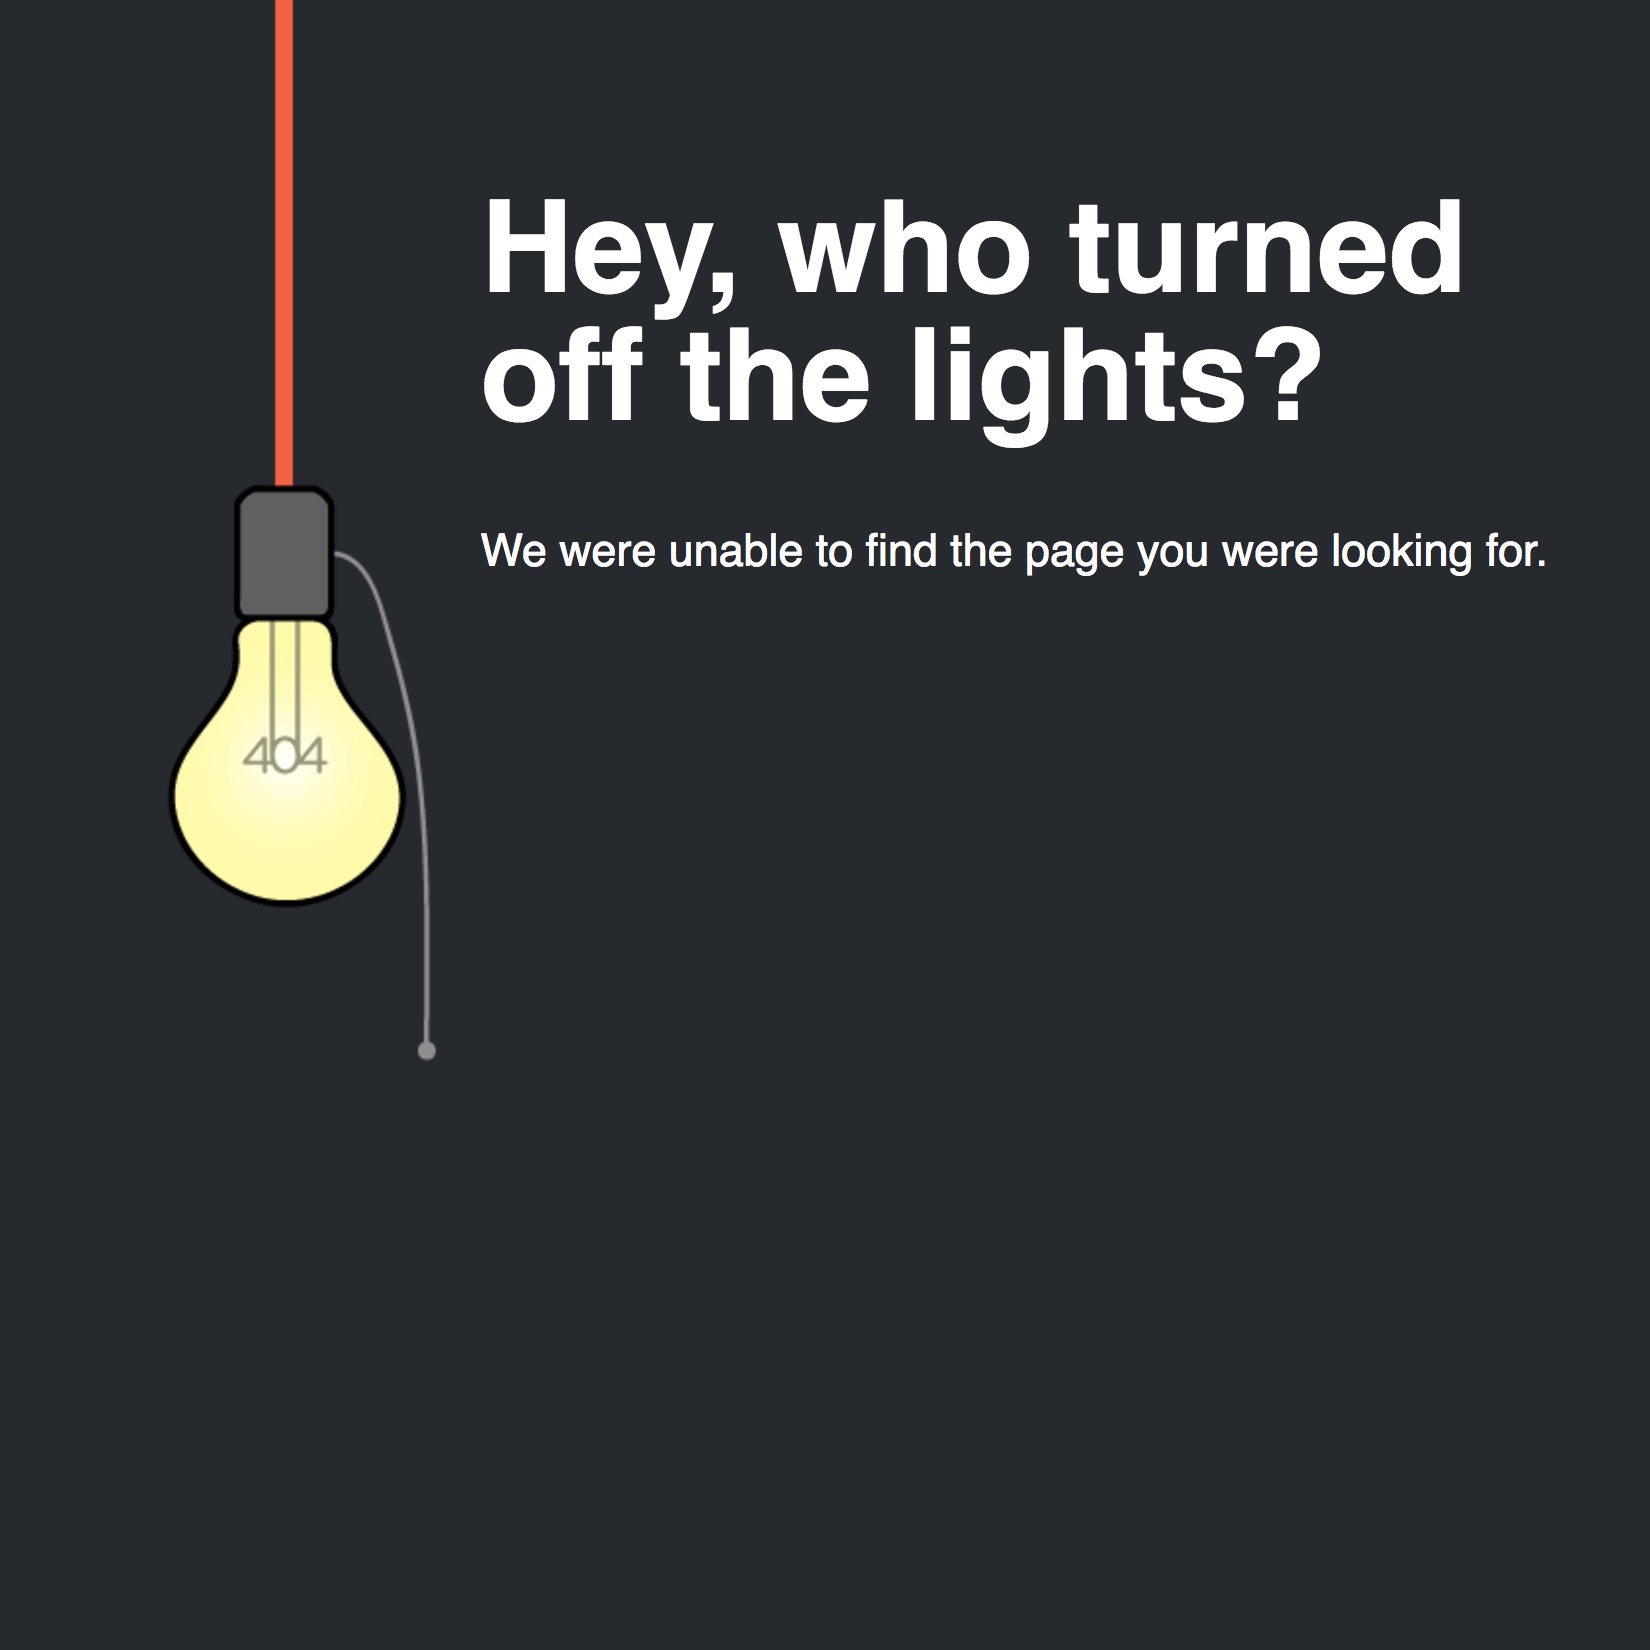 Hey, who turned
off the lights?
We were unable to find the page you were looking for.
404